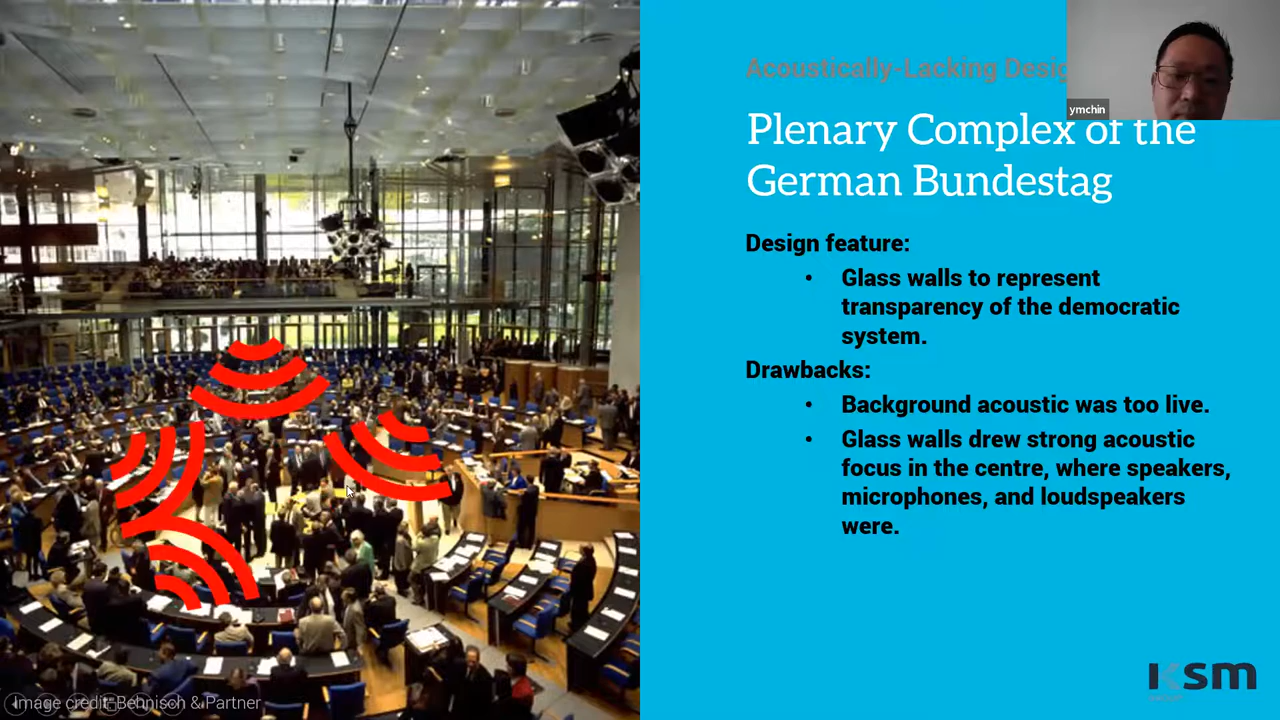 Acoustically-Lacking Desig
ymchin
Plenary Complex of the
German Bundestag
Design feature:
• Glass walls to represent
transparency of the democratic
system.
Drawbacks:
• Background acoustic was too live.
• Glass walls drew strong acoustic
focus in the centre, where speakers,
microphones, and loudspeakers
were.
Image credit: Behnisch & Partner
ksm